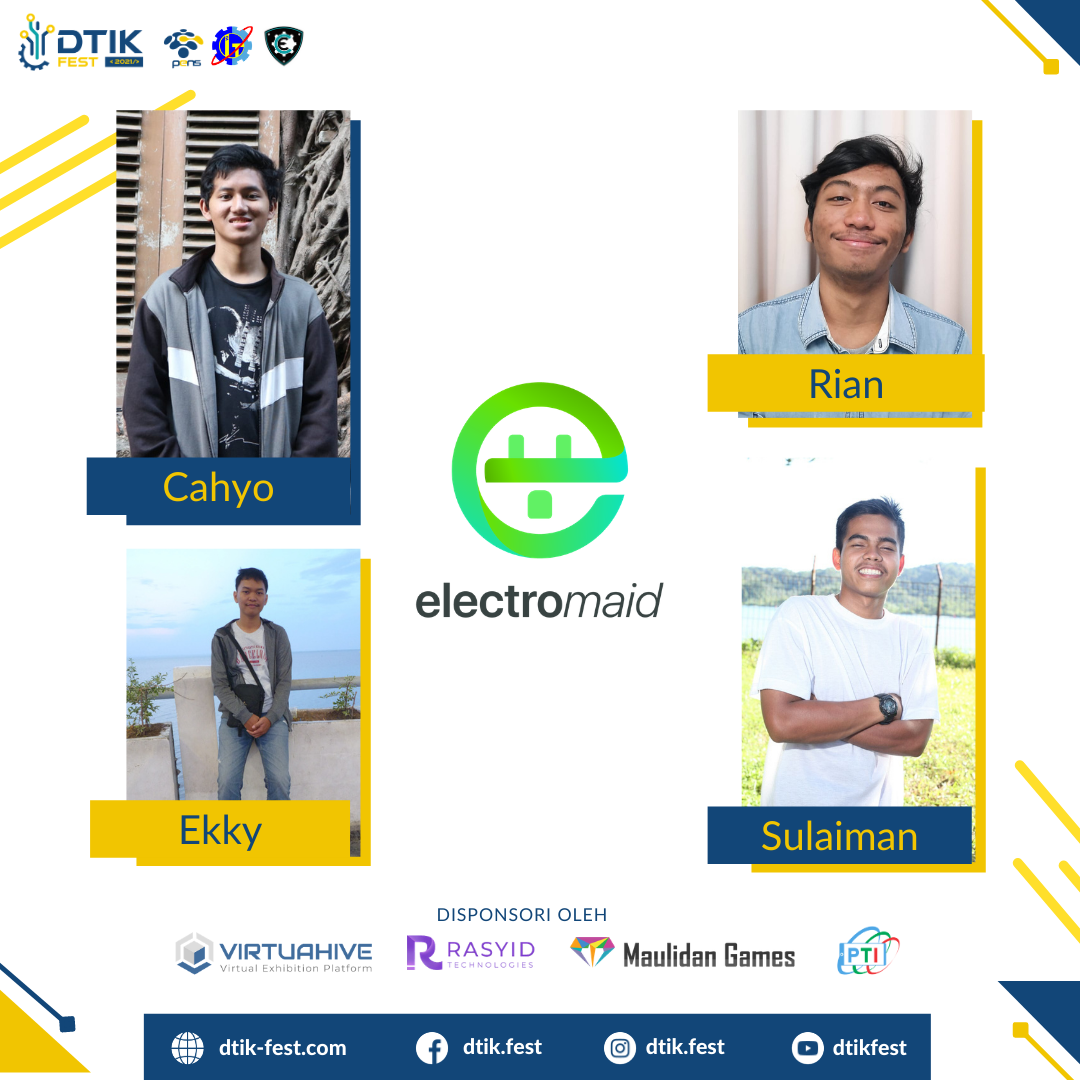 DTIK
FEST <2021/>
pens
IT
E
Cahyo
Rian
electromaid
Ekky
Sulaiman
DISPONSORI OLEH
VIRTUAHIVE
Virtual Exhibition Platform
RASYID
TECHNOLOGIES
Maulidan Games
PTI
dtik-fest.com
dtik.fest
dtik.fest
dtikfest